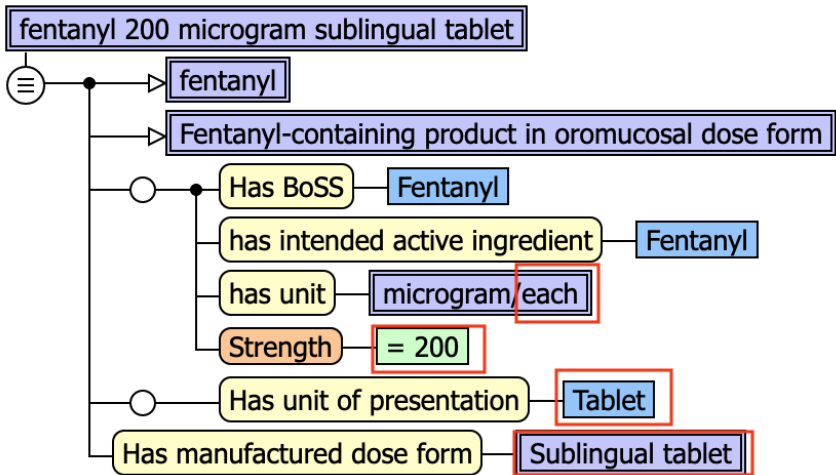 fentanyl 200 microgram sublingual tablet
fentanyl
Fentanyl-containing product in oromucosal dose form
Has BoSS Fentanyl
has intended active ingredient Fentanyl
has unit microgram/each
Strength = 200
Has unit of presentation Tablet
Has manufactured dose form Sublingual tablet